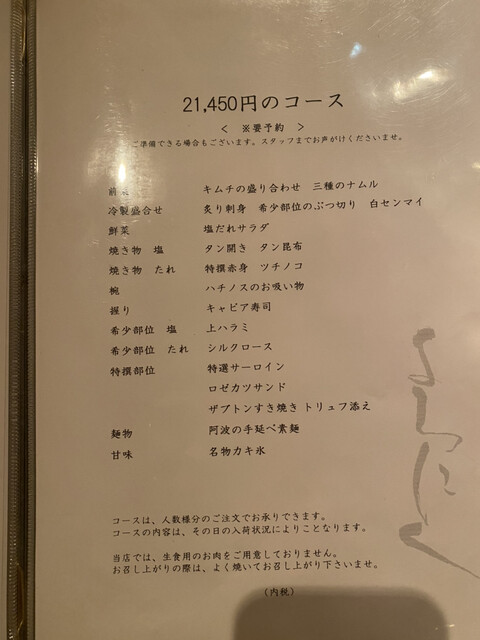 21,450円のコース
< ※要予約 >
ご準備できる場合もございます。スタッフまでお声がけくださいませ。
前菜 キムチの盛り合わせ 三種のナムル
冷製盛合せ 炙り刺身 希少部位のぶつ切り 白センマイ
鮮菜 塩だれサラダ
焼き物 塩 タン開き タン昆布
焼き物 たれ 特撰赤身 ツチノコ
椀 ハチノスのお吸い物
握り キャビア寿司
希少部位 塩 上ハラミ
希少部位 たれ シルクロース
特撰部位 特選サーロイン
ロゼカツサンド
ザブトンすき焼き トリュフ添え
麺物 阿波の手延べ素麺
甘味 名物カキ氷
コースは、人数様分のご注文でお承りできます。
コースの内容は、その日の入荷状況によりことなります。
当店では、生食用のお肉をご用意しておりません。
お召し上がりの際は、よく焼いてお召し上がり下さいませ。
(内税)
よろにく